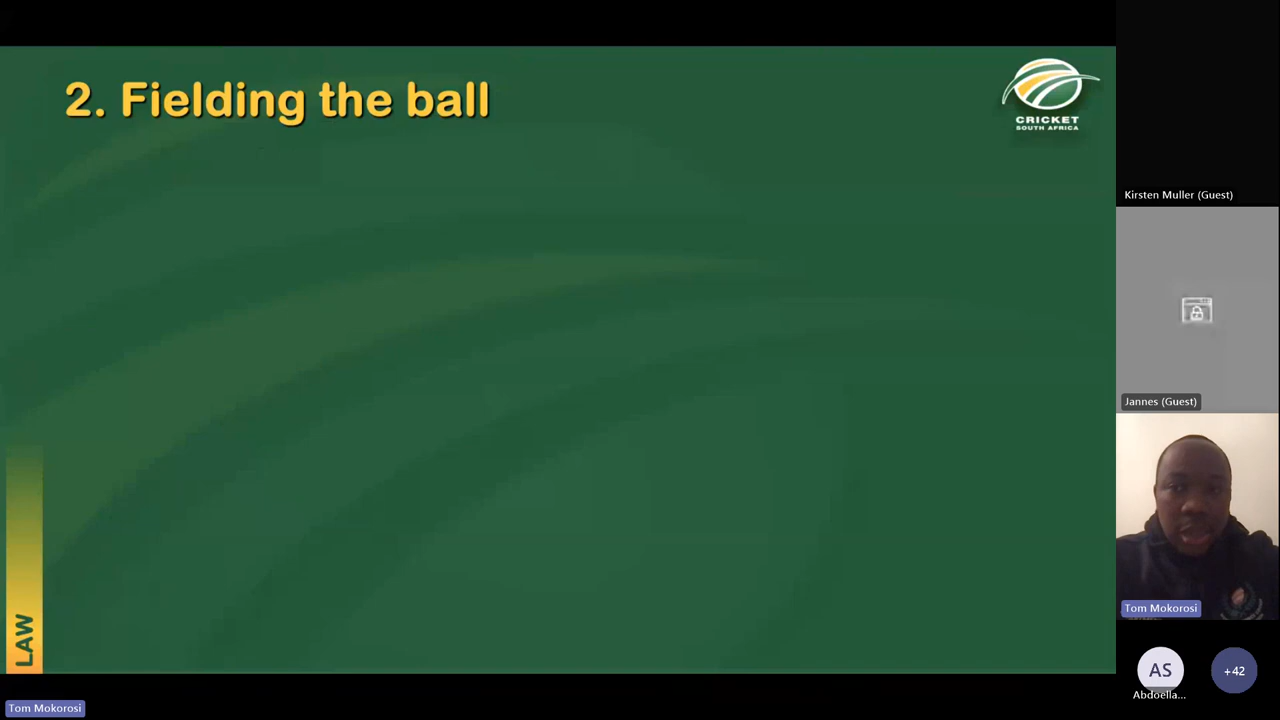 2. Fielding the ball
CRICKET
SOUTH AFRICA
LAW
Tom Mokorosi
Kirsten Muller (Guest)
Jannes (Guest)
Tom Mokorosi
AS
Abdoella...
+42